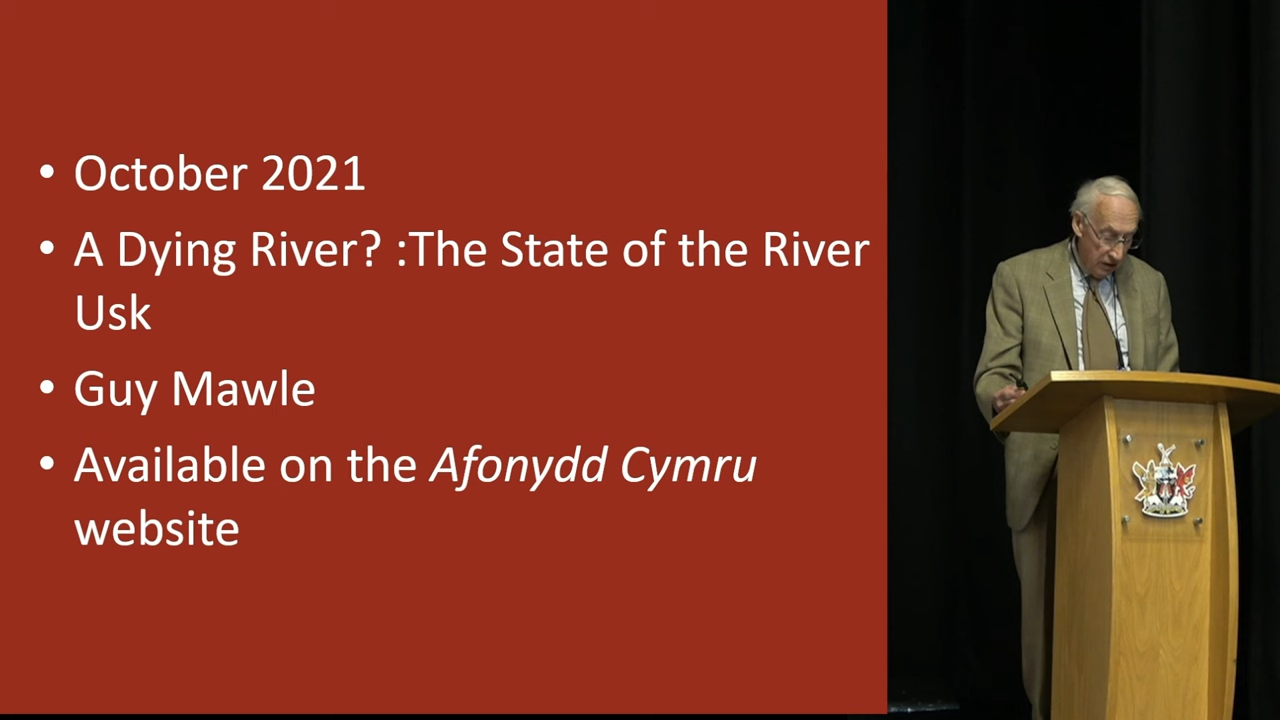 • October 2021
• A Dying River? :The State of the River
Usk
• Guy Mawle
• Available on the Afonydd Cymru
website